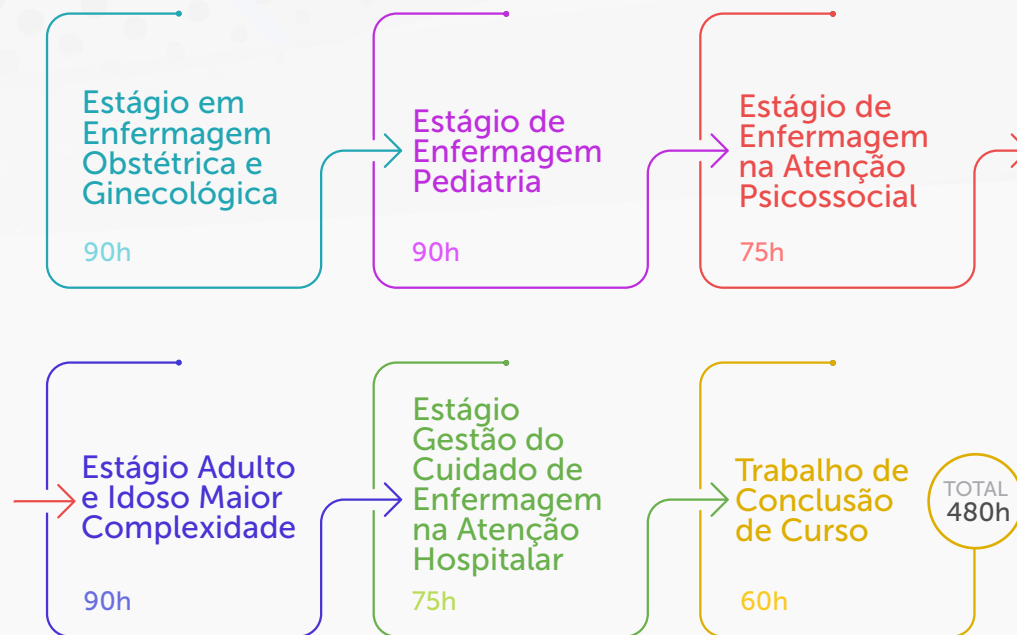 Estágio em
Enfermagem
Obstétrica e
Ginecológica
90h
Estágio de
Enfermagem
Pediatria
90h
Estágio de
Enfermagem
na Atenção
Psicossocial
75h
Estágio Adulto
e Idoso Maior
Complexidade
90h
Estágio
Gestão do
Cuidado de
Enfermagem
na Atenção
Hospitalar
75h
Trabalho de
Conclusão
de Curso
60h
TOTAL
480h